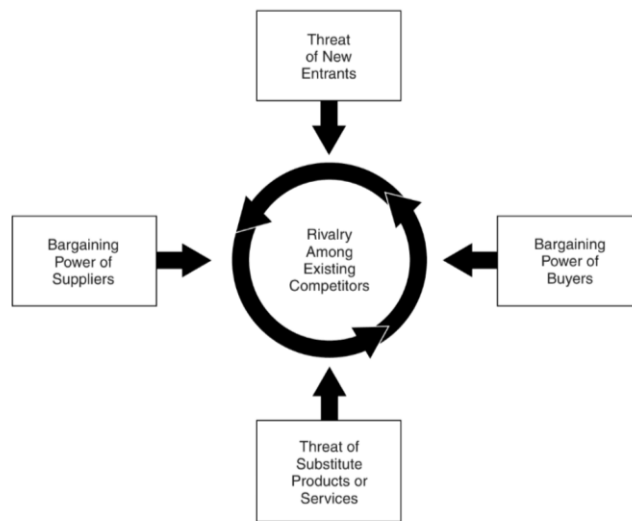 Threat
of New
Entrants
Bargaining
Power of
Suppliers
Rivalry
Among
Existing
Competitors
Bargaining
Power of
Buyers
Threat of
Substitute
Products or
Services